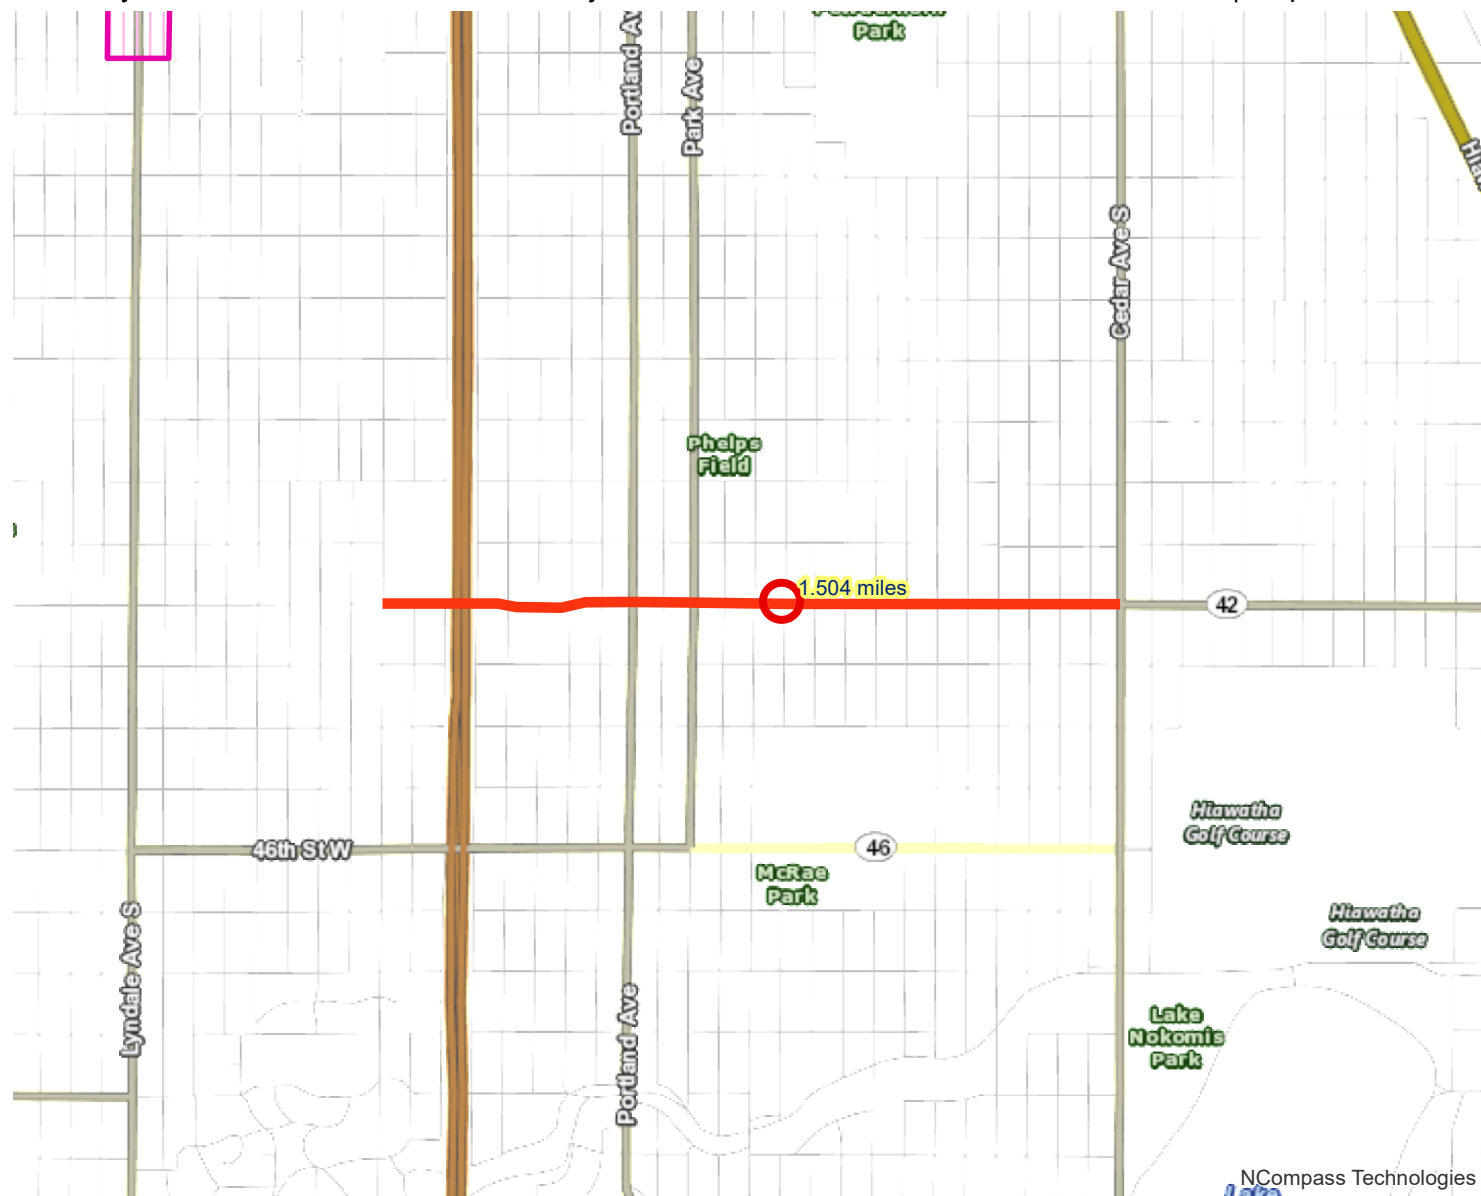 Park
Portland Av
Park Ave
Cedar Ave S
Phelps
Field
1.504 miles
42
46th St W
46
McRae
Park
Hiawatha
Golf Course
Hiawatha
Golf Course
Lyndale Ave S
Portland Ave
Lake
Nokomis
Park
NCompass Technologies
Lake